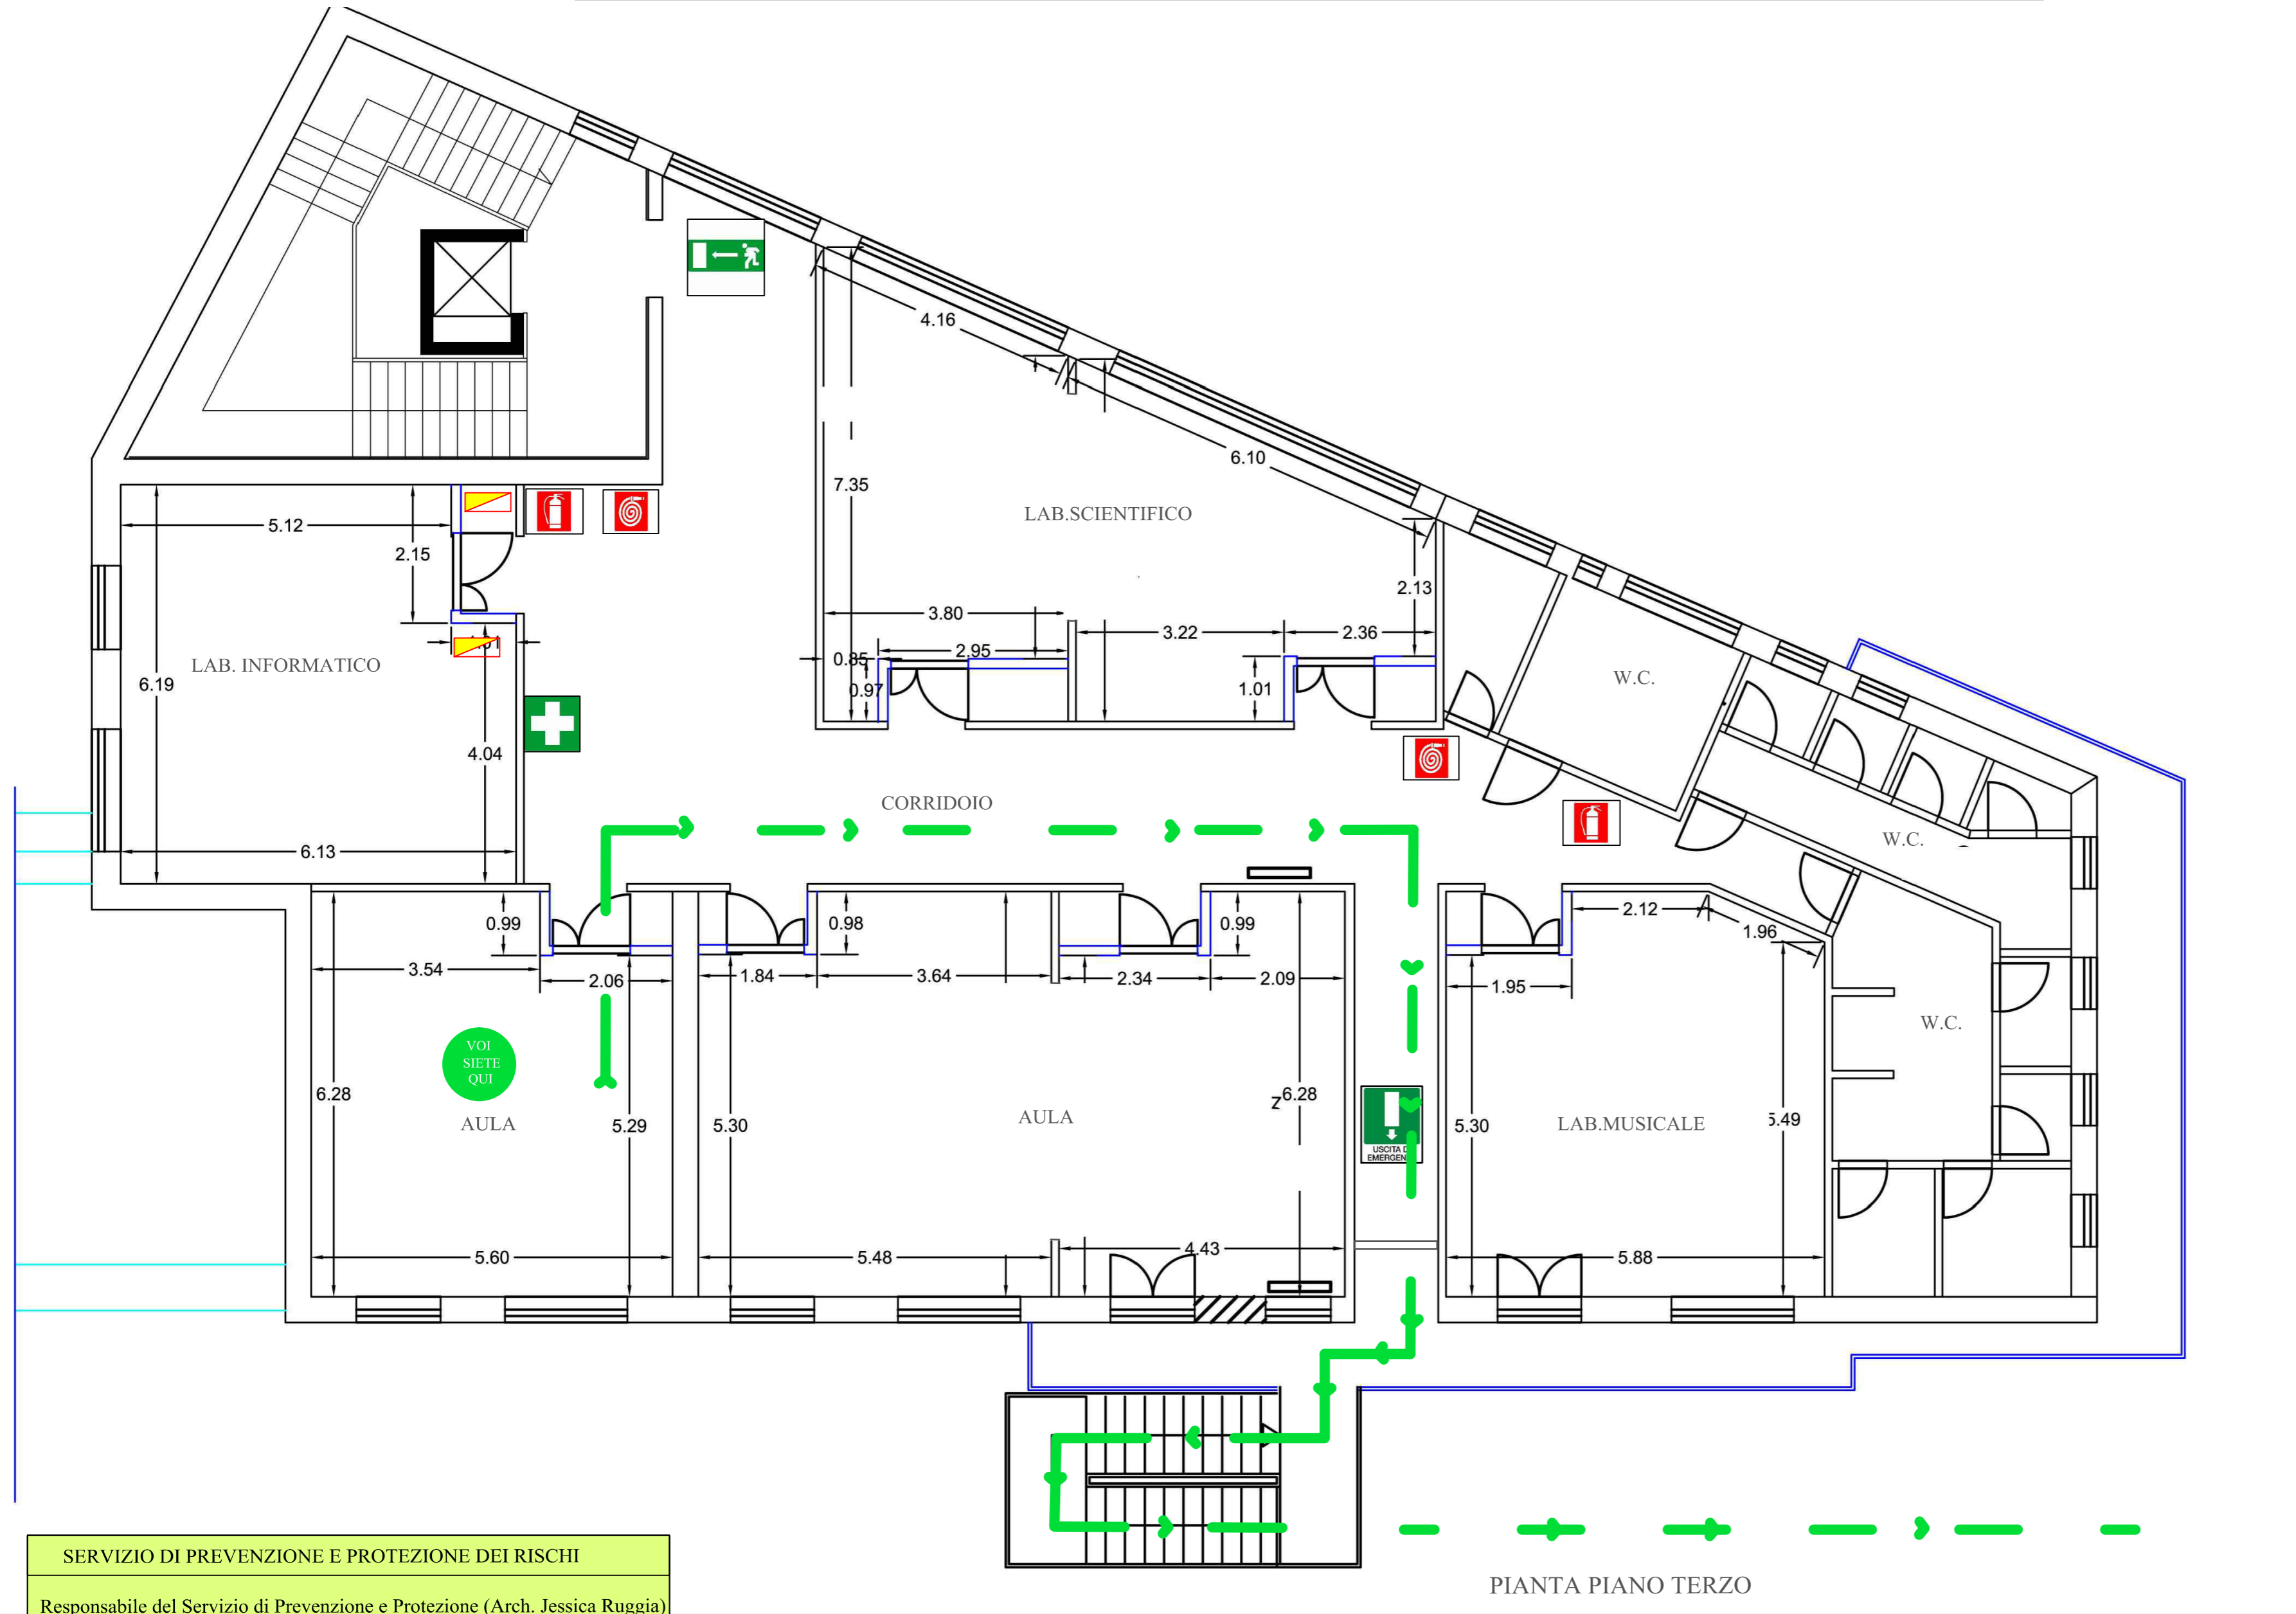 4.16
6.10
7.35
LAB.SCIENTIFICO
5.12
2.15
2.13
3.80
3.22
2.36
2.95
0.85
0.97
1.01
LAB. INFORMATICO
6.19
W.C.
4.04
CORRIDOIO
W.C.
6.13
0.99
0.98
0.99
2.12
1.96
3.54
2.06
1.84
3.64
2.34
2.09
1.95
W.C.
VOI
SIETE
QUI
6.28
AULA
5.29
5.30
AULA
Z
6.28
USCITA D
EMERGEN
5.30
LAB.MUSICALE
5.49
5.60
5.48
4.43
5.88
SERVIZIO DI PREVENZIONE E PROTEZIONE DEI RISCHI
Responsabile del Servizio di Prevenzione e Protezione (Arch. Jessica Ruggia)
PIANTA PIANO TERZO